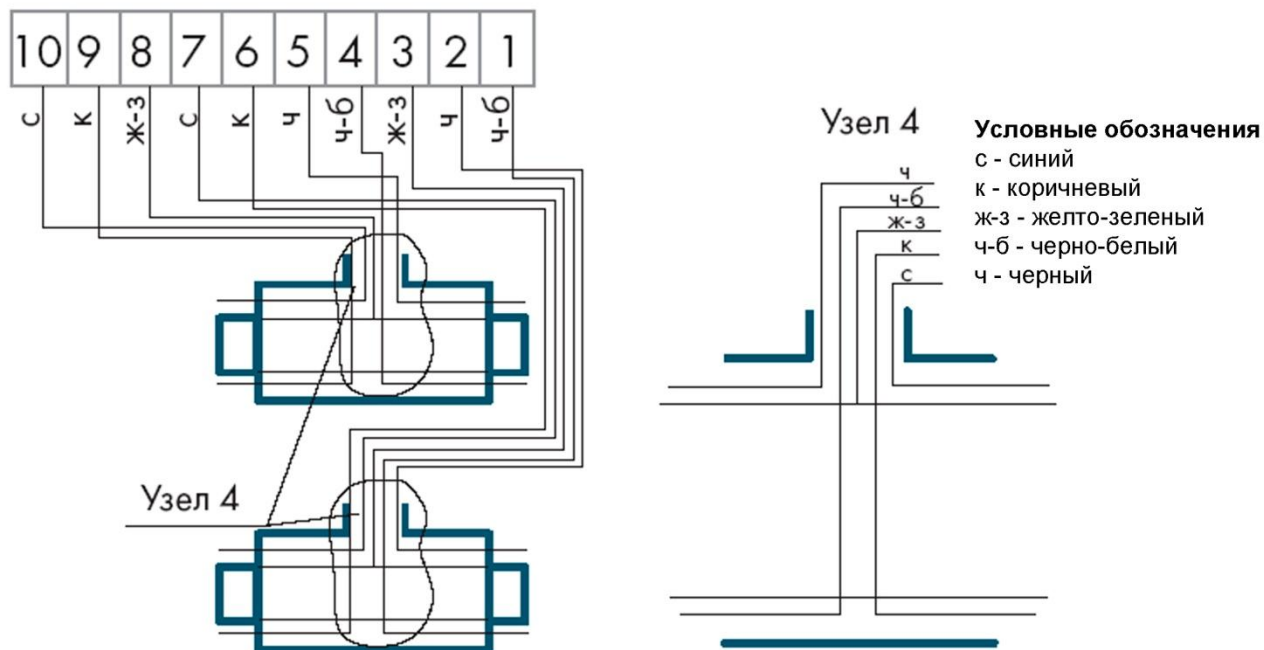 10 9 8 7 6 5 4 3 2 1
с к ж-з с к ч ч-б ж-з ч ч-б
Узел 4
Узел 4
ч
ч-б
ж-з
к
с
Условные обозначения
с - синий
к - коричневый
ж-з - желто-зеленый
ч-б - черно-белый
ч - черный